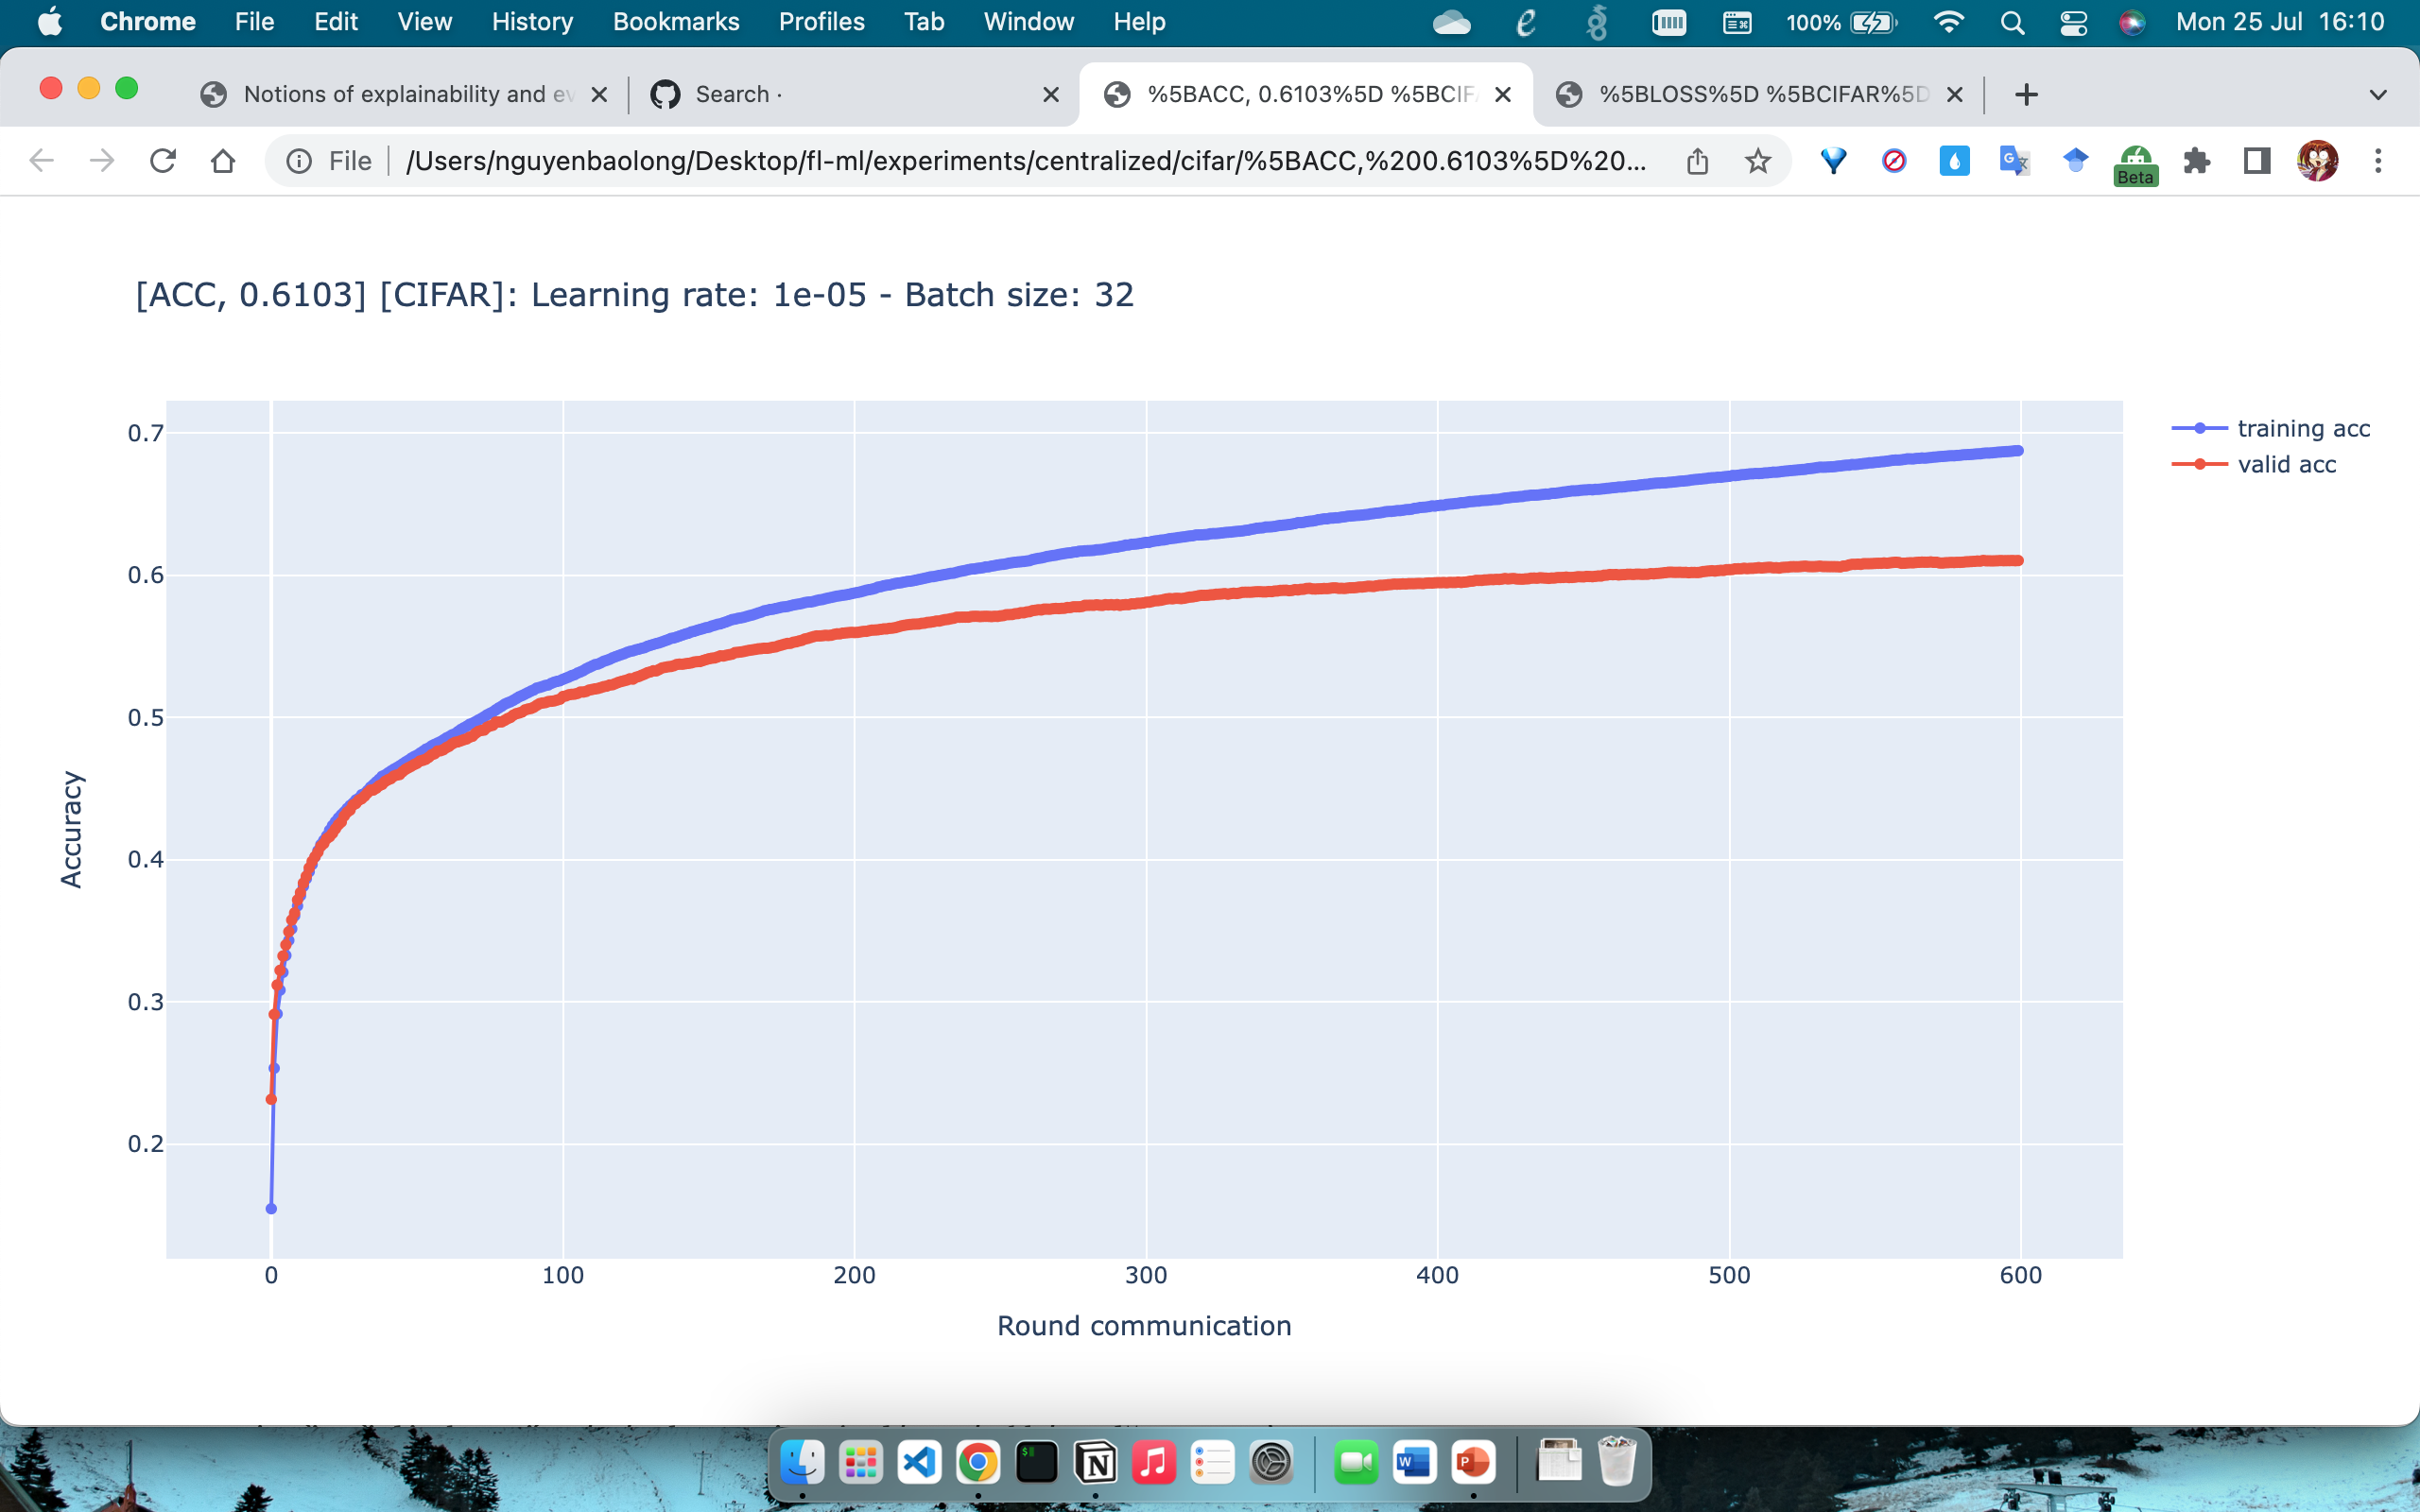 Chrome File Edit View History Bookmarks Profiles Tab Window Help 100% Mon 25 Jul 16:10
Notions of explainability and ev Search · %5BACC, 0.6103%5D %5BCIF %5BLOSS%5D %5BCIFAR%5D
File /Users/nguyenbaolong/Desktop/fl-ml/experiments/centralized/cifar/%5BACC,%200.6103%5D%20... Beta
[ACC, 0.6103] [CIFAR]: Learning rate: 1e-05 - Batch size: 32
training acc
valid acc
0.7
0.6
0.5
0.4
0.3
0.2
Accuracy
0 100 200 300 400 500 600
Round communication